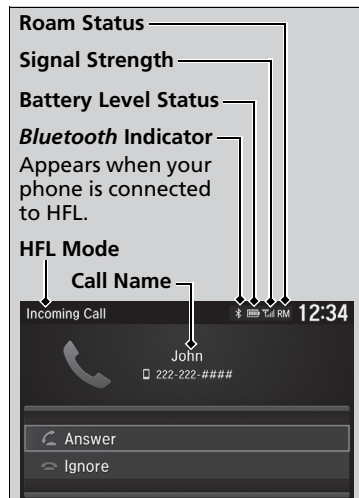 Roam Status
Signal Strength
Battery Level Status
Bluetooth Indicator
Appears when your
phone is connected
to HFL.
HFL Mode
Call Name
Incoming Call RM 12:34
John
222-222-####
Answer
Ignore